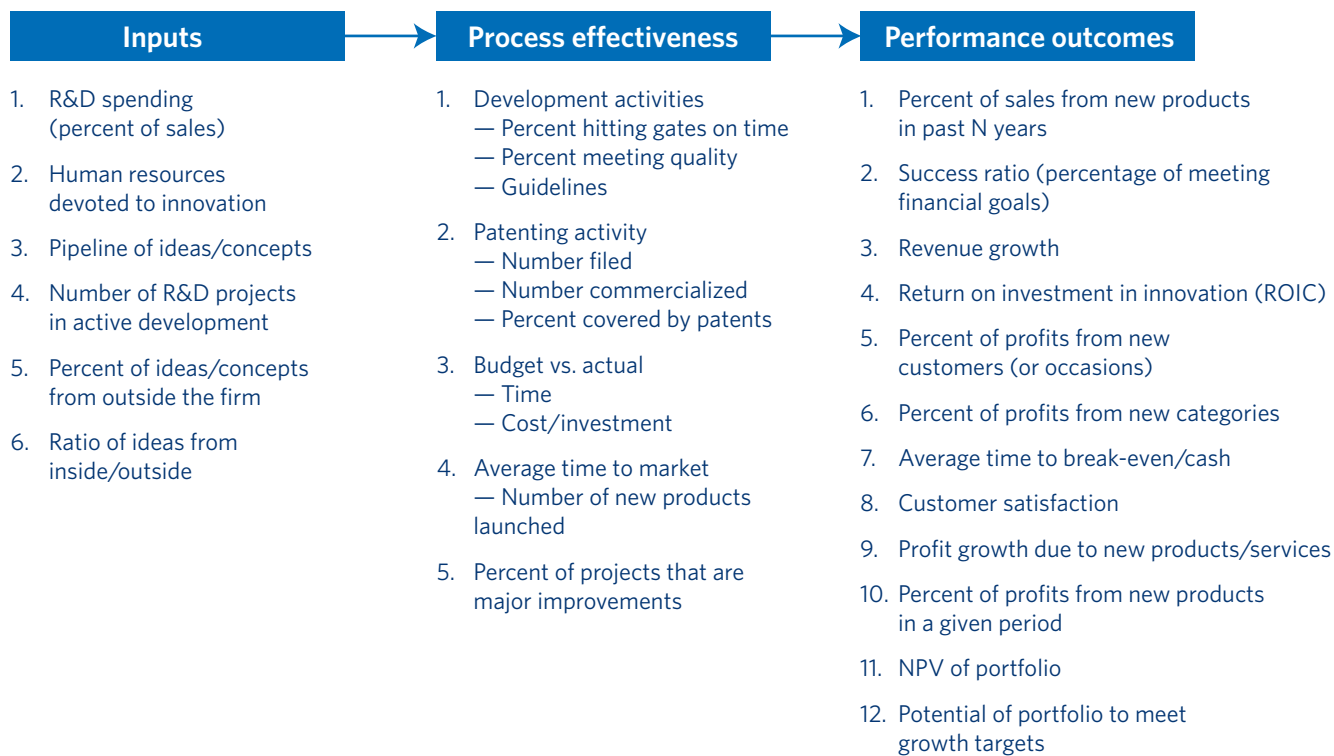 Inputs
1. R&D spending
(percent of sales)
2. Human resources
devoted to innovation
3. Pipeline of ideas/concepts
4. Number of R&D projects
in active development
5. Percent of ideas/concepts
from outside the firm
6. Ratio of ideas from
inside/outside
Process effectiveness
1. Development activities
— Percent hitting gates on time
— Percent meeting quality
— Guidelines
2. Patenting activity
— Number filed
— Number commercialized
— Percent covered by patents
3. Budget vs. actual
— Time
— Cost/investment
4. Average time to market
— Number of new products
launched
5. Percent of projects that are
major improvements
Performance outcomes
1. Percent of sales from new products
in past N years
2. Success ratio (percentage of meeting
financial goals)
3. Revenue growth
4. Return on investment in innovation (ROIC)
5. Percent of profits from new
customers (or occasions)
6. Percent of profits from new categories
7. Average time to break-even/cash
8. Customer satisfaction
9. Profit growth due to new products/services
10. Percent of profits from new products
in a given period
11. NPV of portfolio
12. Potential of portfolio to meet
growth targets